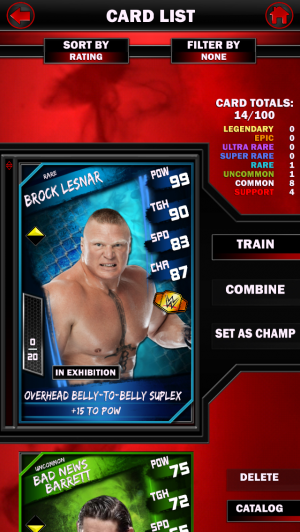 CARD LIST
SORT BY
RATING
FILTER BY
NONE
CARD TOTALS:
14/100
LEGENDARY 0
EPIC 0
ULTRA RARE 0
SUPER RARE 0
RARE 1
UNCOMMON 1
COMMON 8
SUPPORT 4
RARE
BROCK LESNAR
POW 99
TGH 90
SPD 83
CHA 87
0
20
IN EXHIBITION
OVERHEAD BELLY-TO-BELLY SUPLEX
+15 TO POW
TRAIN
COMBINE
SET AS CHAMP
UNCOMMON
BAD NEWS
BARRETT
POW 75
TGH 72
DELETE
CATALOG